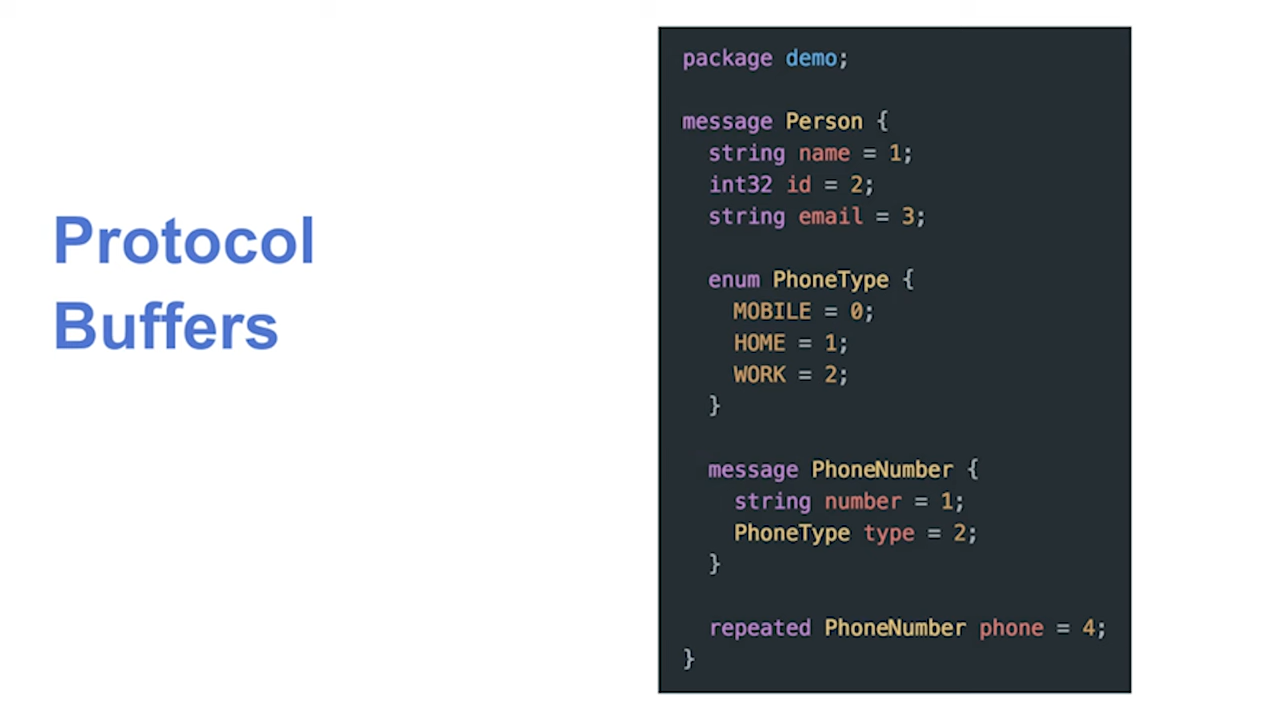 Protocol
Buffers
package demo;
message Person {
  string name = 1;
  int32 id = 2;
  string email = 3;
  enum PhoneType {
    MOBILE = 0;
    HOME = 1;
    WORK = 2;
  }
  message PhoneNumber {
    string number = 1;
    PhoneType type = 2;
  }
  repeated PhoneNumber phone = 4;
}